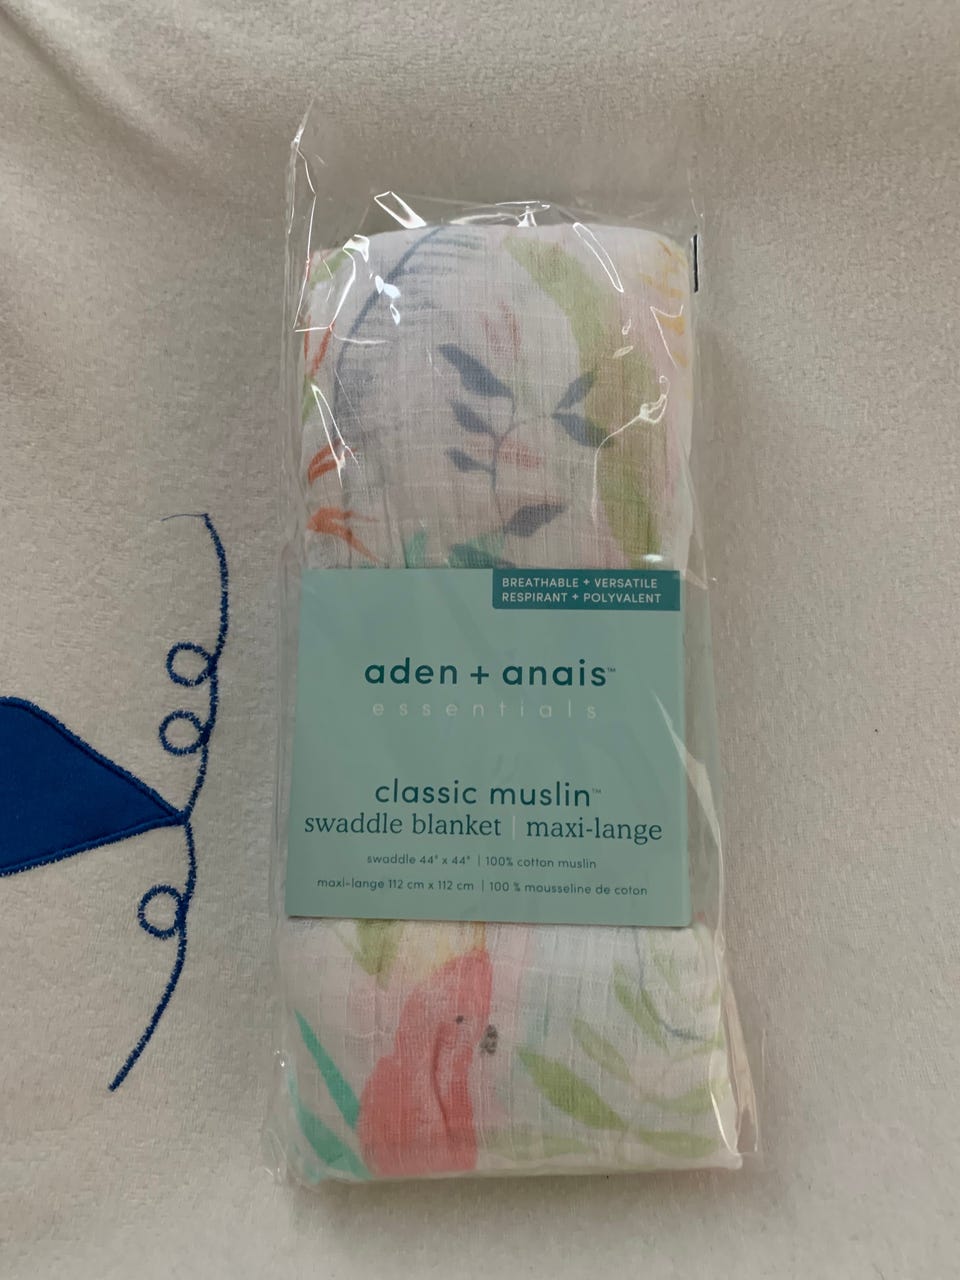 BREATHABLE + VERSATILE
RESPIRANT + POLYVALENT
aden + anais™
essentials
classic muslin™
swaddle blanket | maxi-lange
swaddle 44" x 44" | 100% cotton muslin
maxi-lange 112 cm x 112 cm | 100 % mousseline de coton